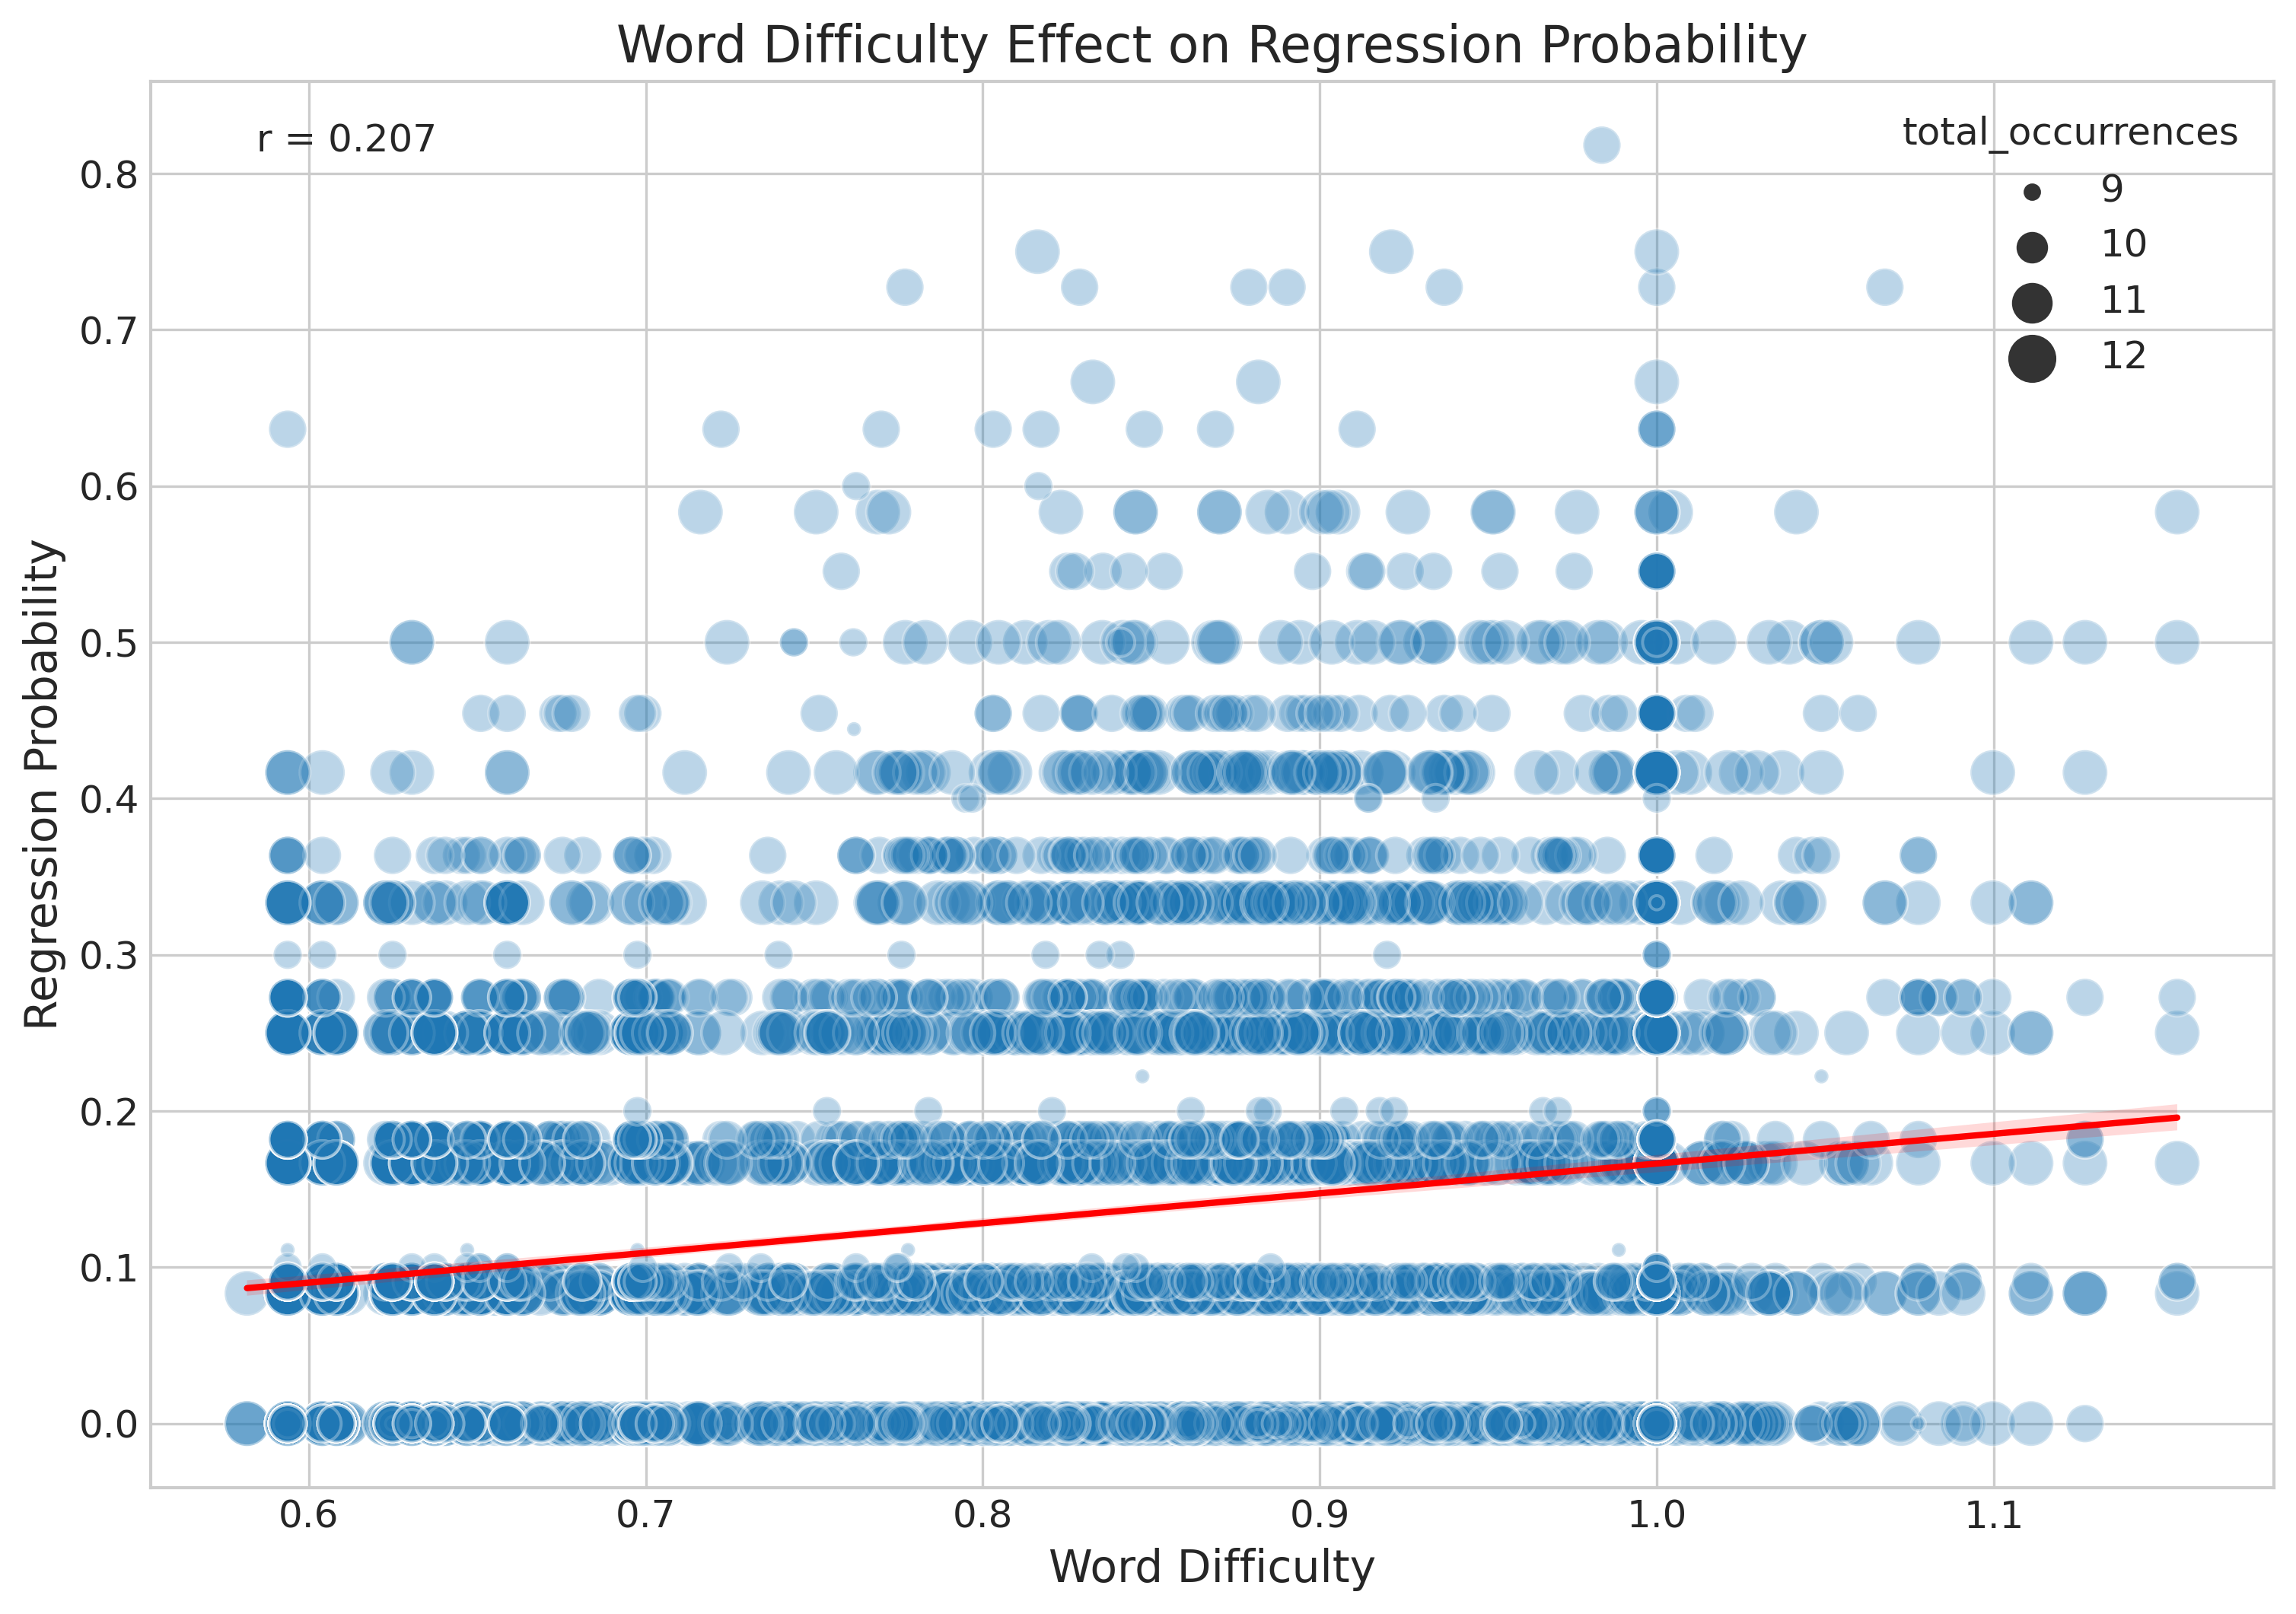 Word Difficulty Effect on Regression Probability
r = 0.207
total_occurrences
9
10
11
12
Regression Probability
0.8
0.7
0.6
0.5
0.4
0.3
0.2
0.1
0.0
0.6 0.7 0.8 0.9 1.0 1.1
Word Difficulty